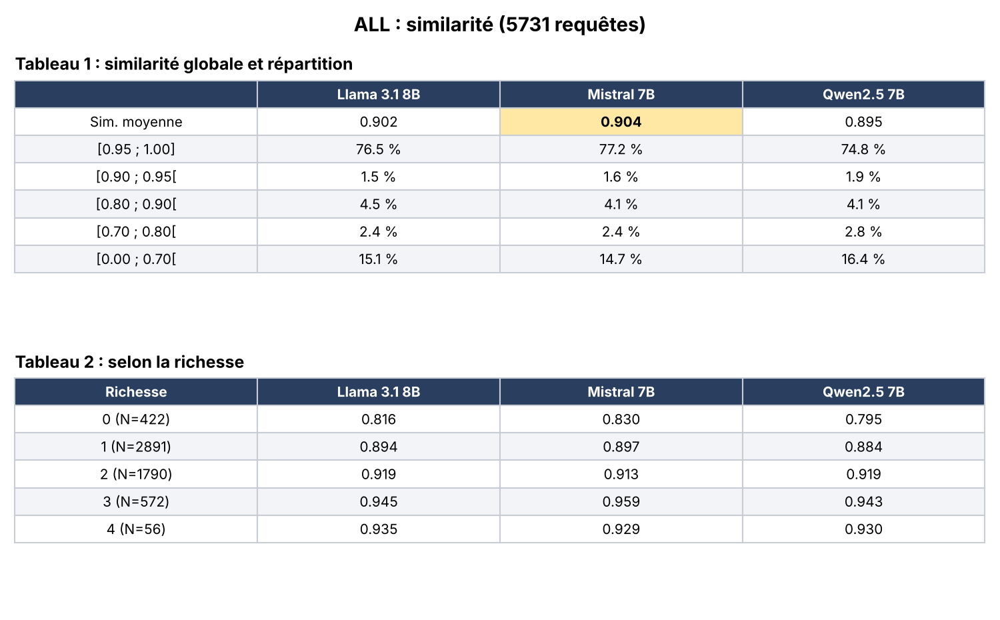 ALL : similarité (5731 requêtes)
Tableau 1 : similarité globale et répartition
Llama 3.1 8B Mistral 7B Qwen2.5 7B
Sim. moyenne 0.902 0.904 0.895
[0.95 ; 1.00] 76.5 % 77.2 % 74.8 %
[0.90 ; 0.95[ 1.5 % 1.6 % 1.9 %
[0.80 ; 0.90[ 4.5 % 4.1 % 4.1 %
[0.70 ; 0.80[ 2.4 % 2.4 % 2.8 %
[0.00 ; 0.70[ 15.1 % 14.7 % 16.4 %
Tableau 2 : selon la richesse
Richesse Llama 3.1 8B Mistral 7B Qwen2.5 7B
0 (N=422) 0.816 0.830 0.795
1 (N=2891) 0.894 0.897 0.884
2 (N=1790) 0.919 0.913 0.919
3 (N=572) 0.945 0.959 0.943
4 (N=56) 0.935 0.929 0.930